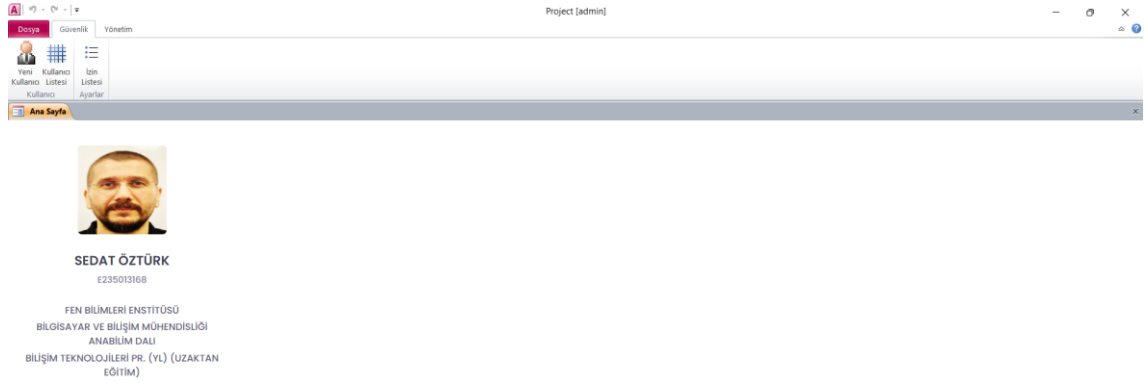 Project [admin]
Dosya Güvenlik Yönetim
Yeni Kullanıcı
Kullanıcı Listesi
İzin Listesi
Kullanıcı Ayarlar
Ana Sayfa
SEDAT ÖZTÜRK
E235013168
FEN BİLİMLERİ ENSTİTÜSÜ
BİLGİSAYAR VE BİLİŞİM MÜHENDİSLİĞİ
ANABİLİM DALI
BİLİŞİM TEKNOLOJİLERİ PR. (YL) (UZAKTAN
EĞİTİM)